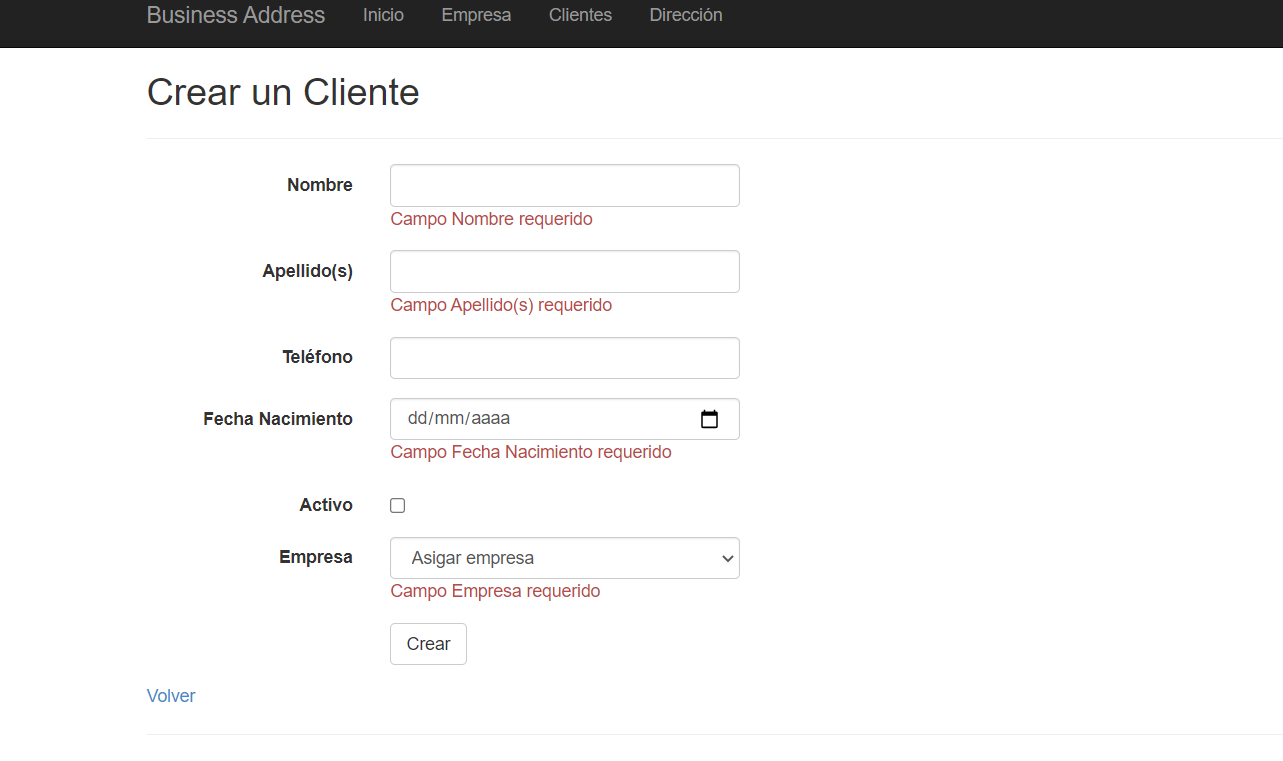 Business Address Inicio Empresa Clientes Dirección
Crear un Cliente
Nombre
Campo Nombre requerido
Apellido(s)
Campo Apellido(s) requerido
Teléfono
Fecha Nacimiento dd/mm/aaaa
Campo Fecha Nacimiento requerido
Activo
Empresa Asigar empresa
Campo Empresa requerido
Crear
Volver